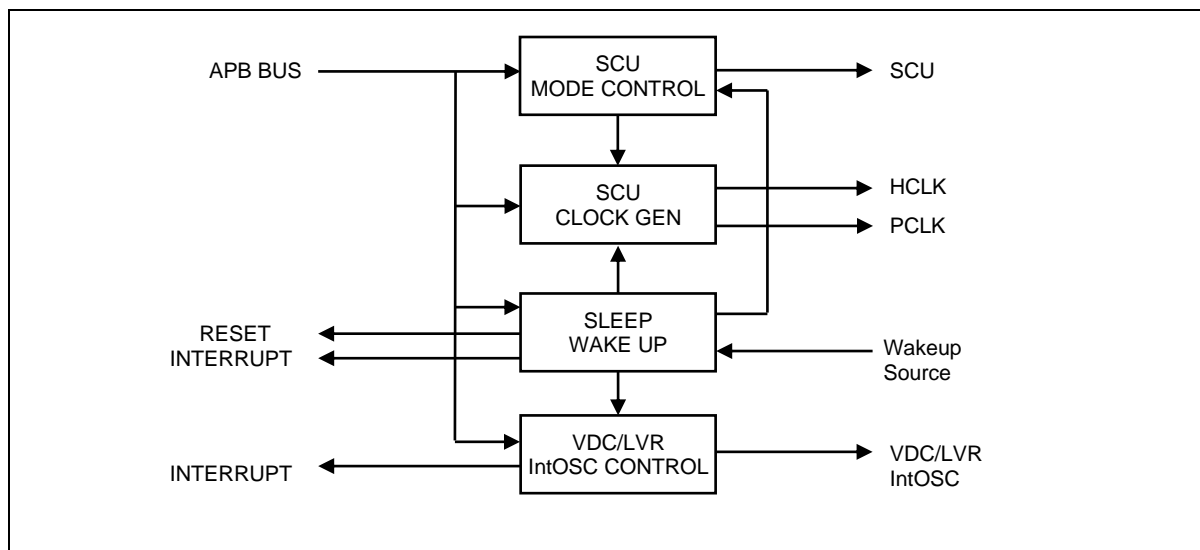 APB BUS
SCU
MODE CONTROL
SCU
SCU
CLOCK GEN
HCLK
PCLK
SLEEP
WAKE UP
RESET
INTERRUPT
Wakeup
Source
VDC/LVR
IntOSC CONTROL
INTERRUPT
VDC/LVR
IntOSC